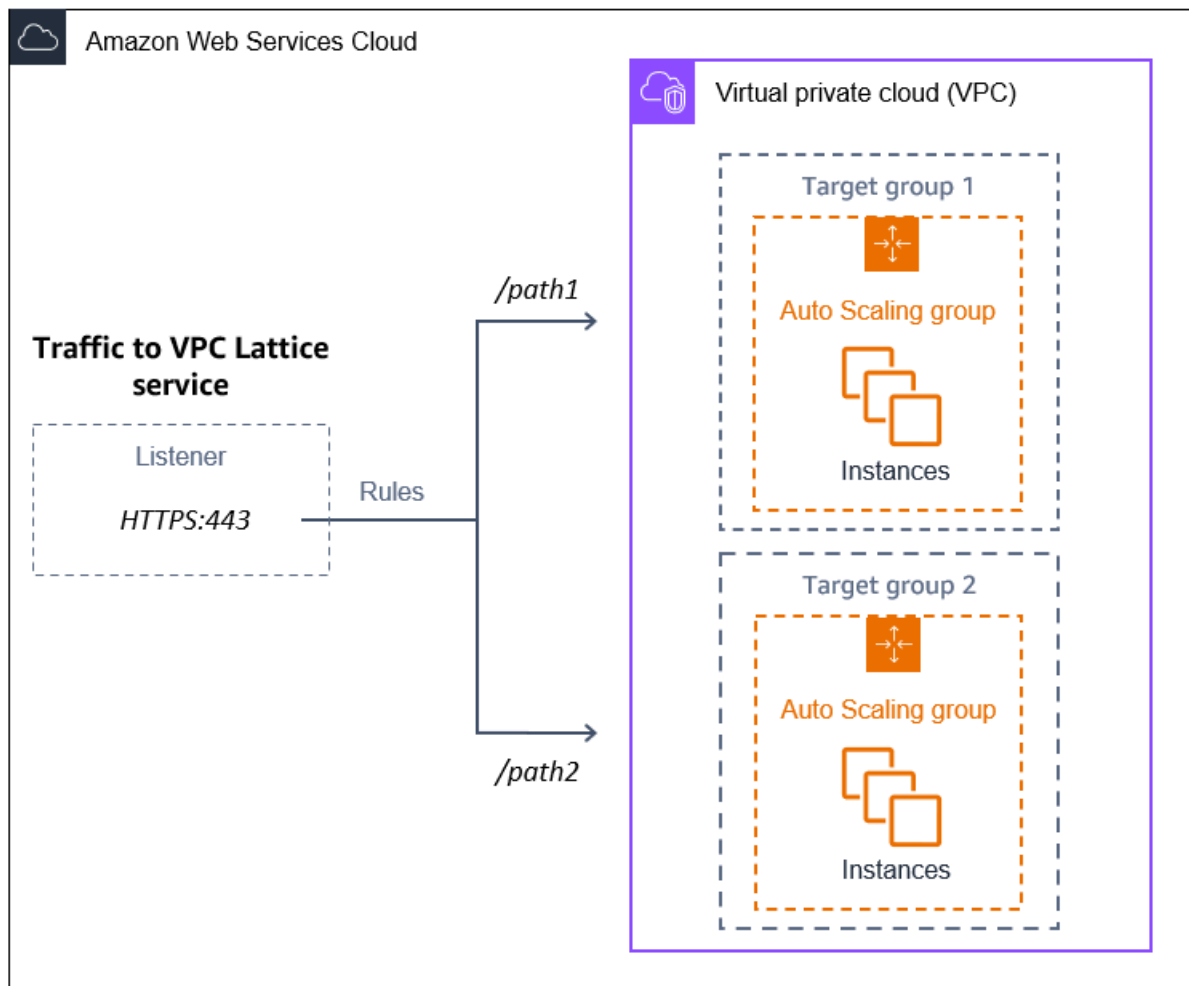 Amazon Web Services Cloud
Virtual private cloud (VPC)
Target group 1
Auto Scaling group
Instances
/path1
Traffic to VPC Lattice
service
Listener
HTTPS:443
Rules
/path2
Target group 2
Auto Scaling group
Instances